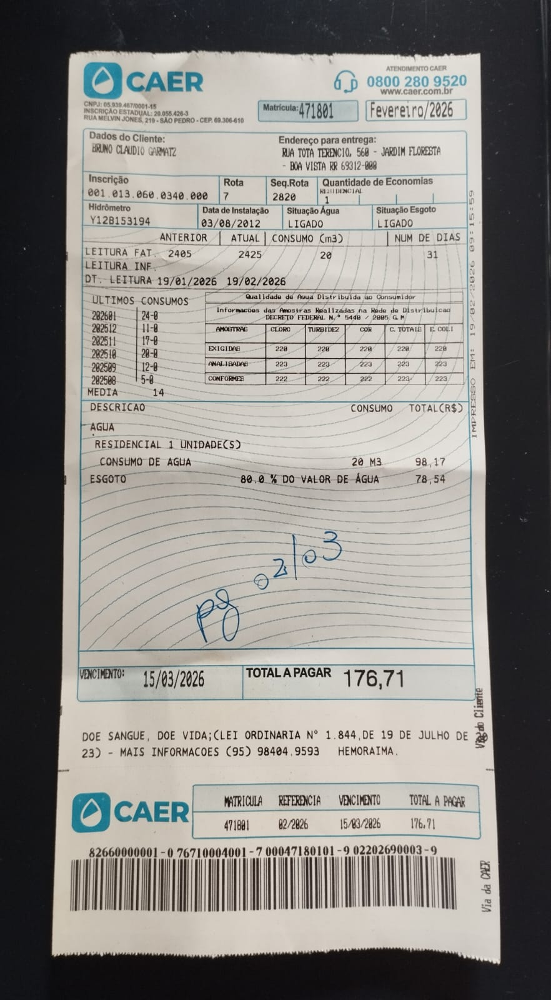 CAER
ATENDIMENTO CAER
0800 280 9520
www.caer.com.br
CNPJ: 05.939.467/0001-15
INSCRIÇÃO ESTADUAL: 20.055.426-3
RUA MELVIN JONES, 219 - SÃO PEDRO - CEP. 69.306-610
Matrícula: 471801
Fevereiro/2026
Dados do Cliente:
BRUNO CLAUDIO GARMATZ
Endereço para entrega:
RUA TOTA TERENCIO, 560 - JARDIM FLORESTA
- BOA VISTA RR 69312-008
Inscrição Rota Seq.Rota Quantidade de Economias
RESIDENCIAL
001.013.060.0340.000 7 2820 1
Hidrômetro Data de Instalação Situação Água Situação Esgoto
Y12B153194 03/08/2012 LIGADO LIGADO
ANTERIOR ATUAL CONSUMO (m3) NUM DE DIAS
LEITURA FAT. 2405 2425 20 31
LEITURA INF.
DT. LEITURA 19/01/2026 19/02/2026
ULTIMOS CONSUMOS
202601 24-0
202512 11-0
202511 17-0
202510 20-0
202509 12-0
202508 5-0
MEDIA 14
Qualidade de Agua Distribuida ao Consumidor
Informacoes das Amostras Realizadas na Rede de Distribuicao
DECRETO FEDERAL N.º 5440 / 2005 G.M
AMOSTRAS CLORO TURBIDEZ COR C. TOTAIS E. COLI
EXIGIDAS 220 220 220 220 220
ANALISADAS 223 223 223 223 223
CONFORMES 222 222 222 223 223
IMPRESSO EM: 19/02/2026 09:15:59
DESCRICAO CONSUMO TOTAL(R$)
AGUA
RESIDENCIAL 1 UNIDADE(S)
CONSUMO DE AGUA 20 M3 98,17
ESGOTO 80.0 % DO VALOR DE ÁGUA 78,54
pg 02/03
VENCIMENTO: 15/03/2026 TOTAL A PAGAR 176,71
Via do Cliente
DOE SANGUE, DOE VIDA;(LEI ORDINARIA Nº 1.844,DE 19 DE JULHO DE
23) - MAIS INFORMACOES (95) 98404.9593 HEMORAIMA.
CAER
MATRICULA REFERENCIA VENCIMENTO TOTAL A PAGAR
471801 02/2026 15/03/2026 176,71
82660000001-0 76710004001-7 00047180101-9 02202690003-9
Via da CAER